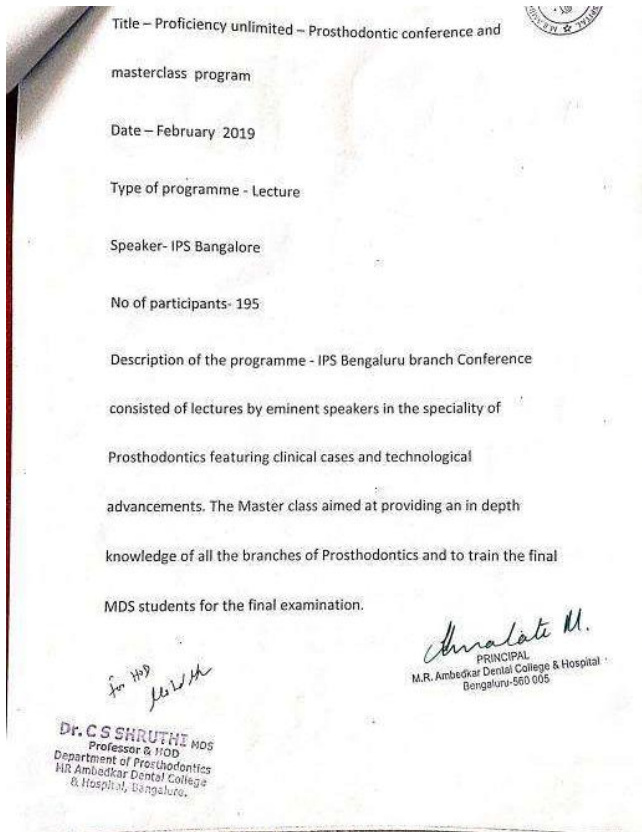 Title – Proficiency unlimited – Prosthodontic conference and
masterclass program
Date – February 2019
Type of programme - Lecture
Speaker- IPS Bangalore
No of participants- 195
Description of the programme - IPS Bengaluru branch Conference
consisted of lectures by eminent speakers in the speciality of
Prosthodontics featuring clinical cases and technological
advancements. The Master class aimed at providing an in depth
knowledge of all the branches of Prosthodontics and to train the final
MDS students for the final examination.
for HOD
Dr. C S SHRUTHI MDS
Professor & HOD
Department of Prosthodontics
MR Ambedkar Dental College
& Hospital, Bangalore.
PRINCIPAL
M.R. Ambedkar Dental College & Hospital
Bengaluru-560 005